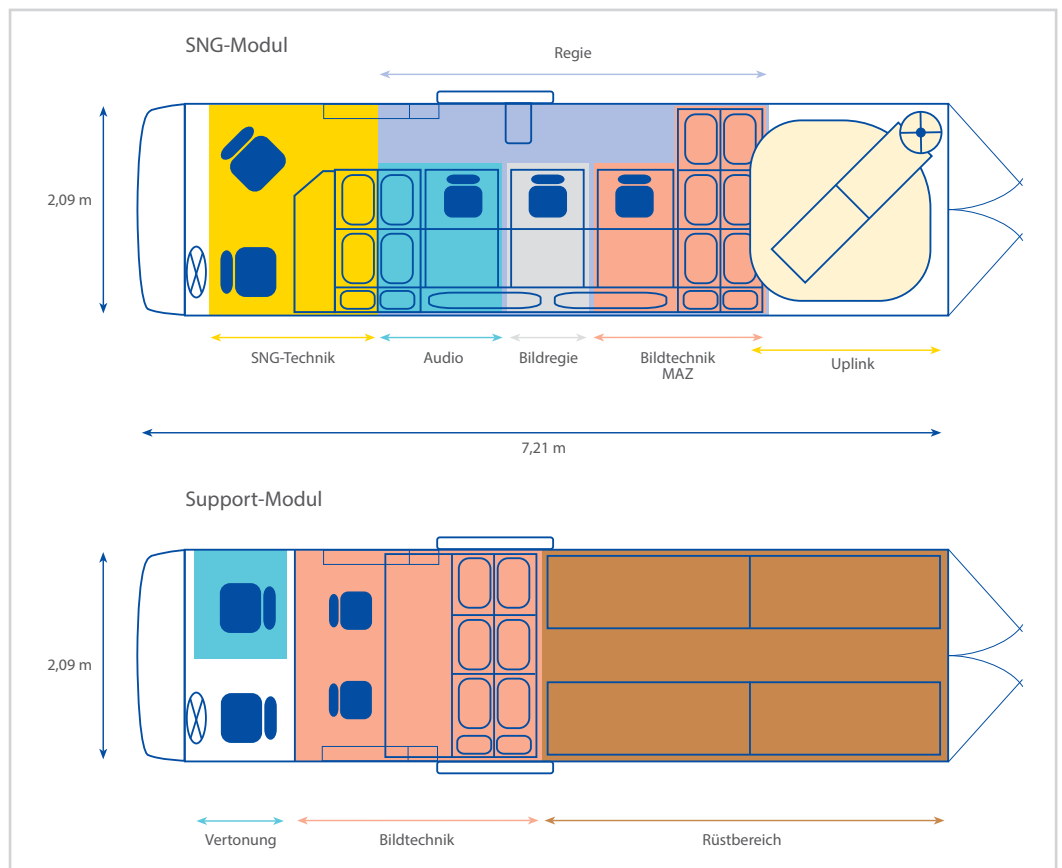 SNG-Modul
Regie
2,09 m
SNG-Technik
Audio
Bildregie
Bildtechnik
MAZ
Uplink
7,21 m
Support-Modul
2,09 m
Vertonung
Bildtechnik
Rüstbereich